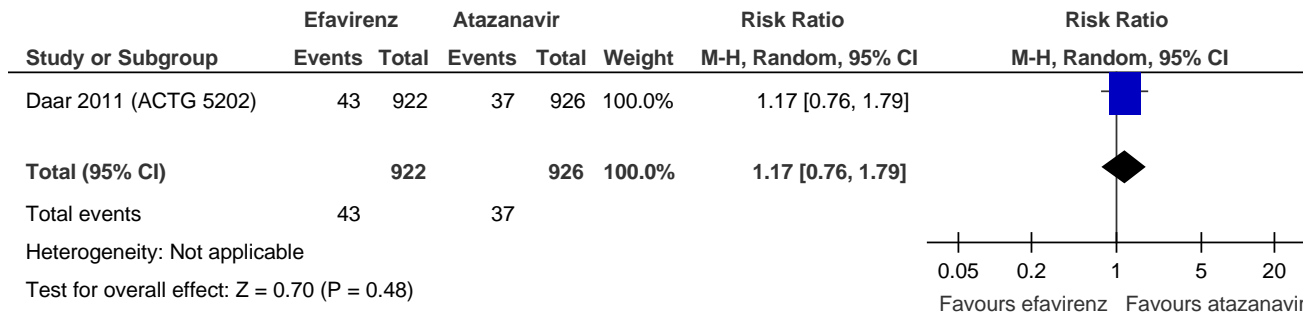 Efavirenz Atazanavir Risk Ratio Risk Ratio
Study or Subgroup Events Total Events Total Weight M-H, Random, 95% CI M-H, Random, 95% CI
Daar 2011 (ACTG 5202) 43 922 37 926 100.0% 1.17 [0.76, 1.79]
Total (95% CI) 922 926 100.0% 1.17 [0.76, 1.79]
Total events 43 37
Heterogeneity: Not applicable
Test for overall effect: Z = 0.70 (P = 0.48)
0.05 0.2 1 5 20
Favours efavirenz Favours atazanavir